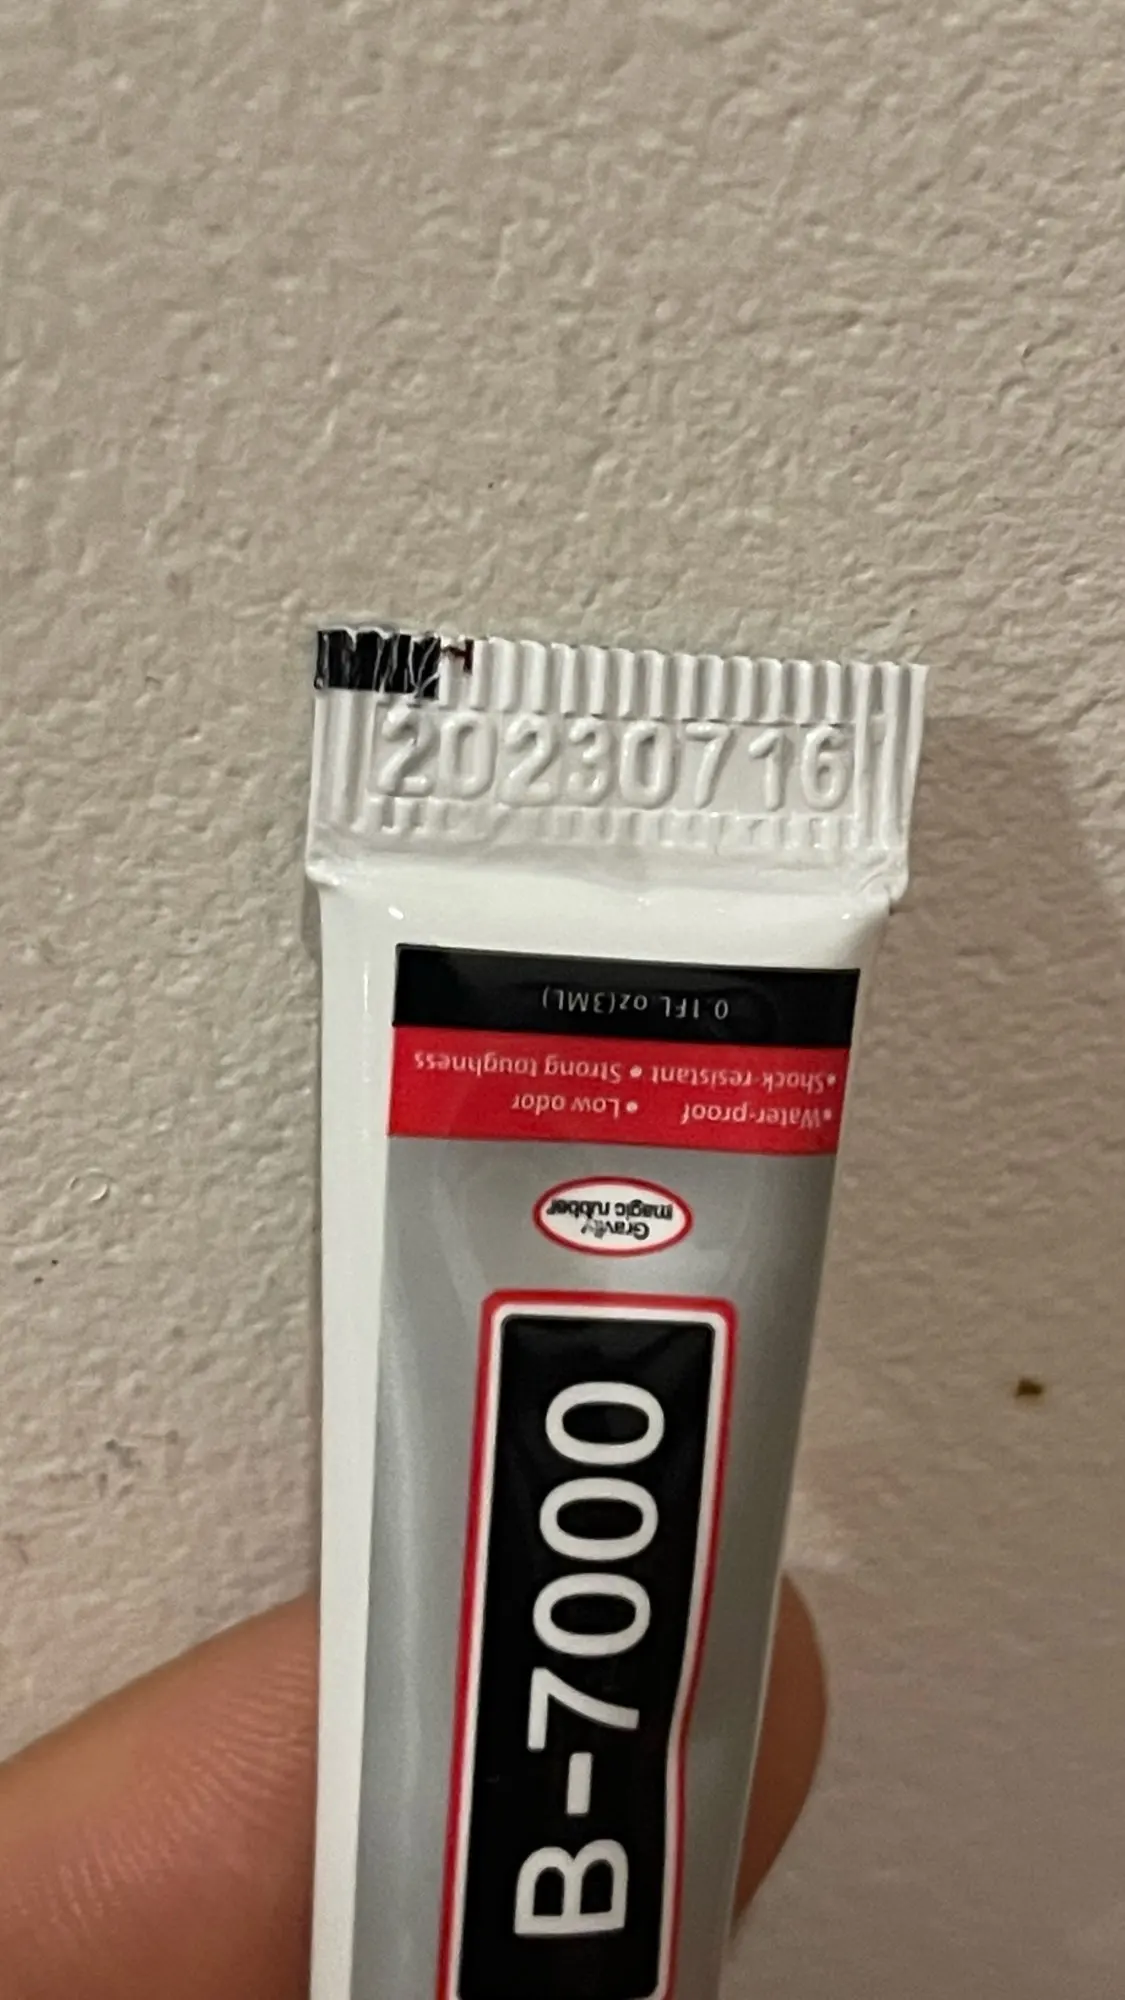 20230716
0.1FL oz(3ML)
•Shock-resistant • Strong toughness
•Water-proof • Low odor
Gravity
magic rubber
B-7000